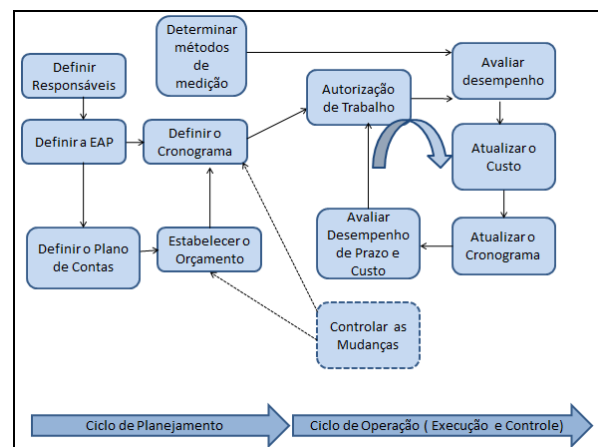 Determinar
métodos
de
medição
Definir
Responsáveis
Avaliar
desempenho
Autorização
de Trabalho
Definir a EAP
Definir o
Cronograma
Atualizar o
Custo
Definir o Plano
de Contas
Estabelecer o
Orçamento
Avaliar
Desempenho
de Prazo e
Custo
Atualizar o
Cronograma
Controlar as
Mudanças
Ciclo de Planejamento
Ciclo de Operação ( Execução e Controle)